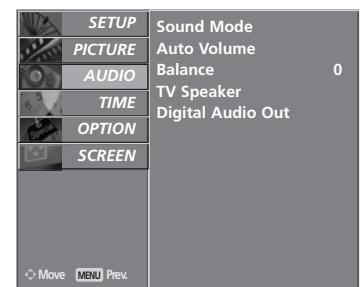 SETUP
PICTURE
AUDIO
TIME
OPTION
SCREEN
Move MENU Prev.
Sound Mode
Auto Volume
Balance 0
TV Speaker
Digital Audio Out